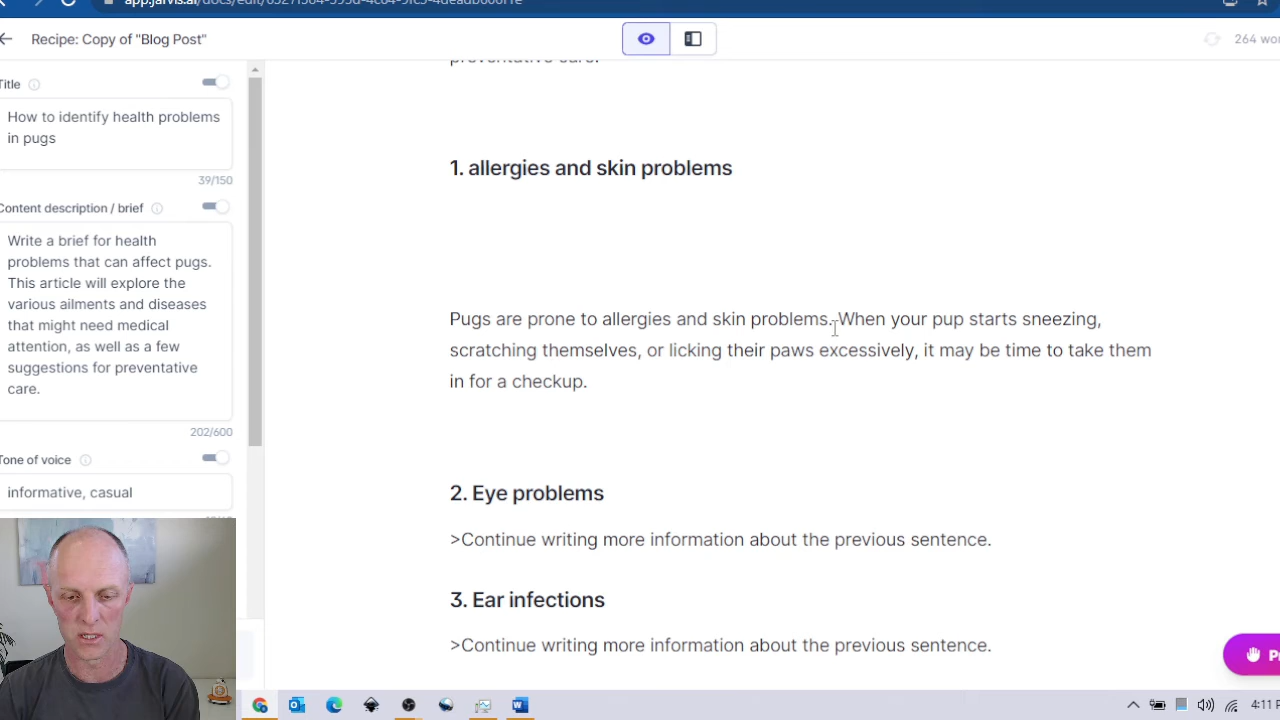 Recipe: Copy of "Blog Post"
264
Title
How to identify health problems
in pugs
39/150
Content description / brief
Write a brief for health
problems that can affect pugs.
This article will explore the
various ailments and diseases
that might need medical
attention, as well as a few
suggestions for preventative
care.
202/600
Tone of voice
informative, casual
preventative care.
1. allergies and skin problems
Pugs are prone to allergies and skin problems. When your pup starts sneezing,
scratching themselves, or licking their paws excessively, it may be time to take them
in for a checkup.
2. Eye problems
>Continue writing more information about the previous sentence.
3. Ear infections
>Continue writing more information about the previous sentence.
4:11